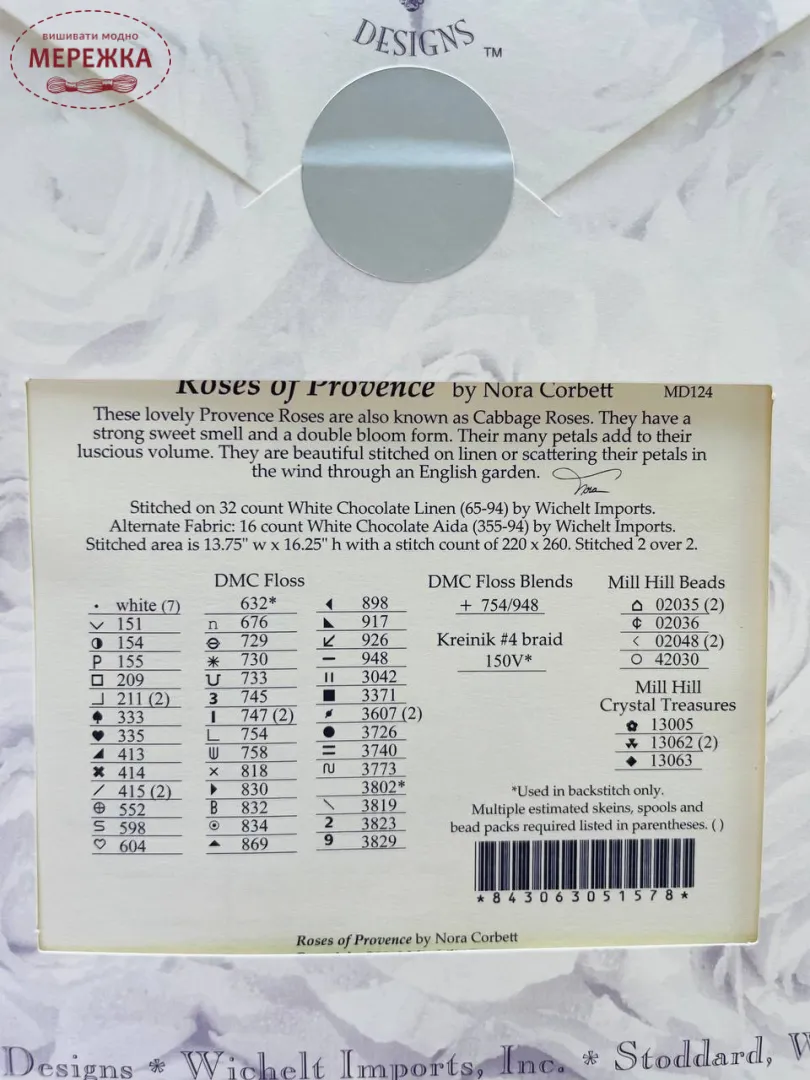 вишивати модно
МЕРЕЖКА
DESIGNS ™
Roses of Provence by Nora Corbett MD124
These lovely Provence Roses are also known as Cabbage Roses. They have a
strong sweet smell and a double bloom form. Their many petals add to their
luscious volume. They are beautiful stitched on linen or scattering their petals in
the wind through an English garden. Nora
Stitched on 32 count White Chocolate Linen (65-94) by Wichelt Imports.
Alternate Fabric: 16 count White Chocolate Aida (355-94) by Wichelt Imports.
Stitched area is 13.75" w x 16.25" h with a stitch count of 220 x 260. Stitched 2 over 2.
DMC Floss
• white (7)
151
154
P 155
209
211 (2)
♠ 333
♥ 335
413
414
/ 415 (2)
⊕ 552
S 598
♡ 604
632*
n 676
729
730
733
3 745
747 (2)
L 754
758
× 818
830
B 832
834
869
898
917
926
948
3042
■ 3371
3607 (2)
● 3726
= 3740
3773
3802*
\ 3819
2 3823
9 3829
DMC Floss Blends
+ 754/948
Kreinik #4 braid
150V*
Mill Hill Beads
⌂ 02035 (2)
¢ 02036
< 02048 (2)
○ 42030
Mill Hill
Crystal Treasures
13005
13062 (2)
◆ 13063
*Used in backstitch only.
Multiple estimated skeins, spools and
bead packs required listed in parentheses. ( )
*843063051578*
Roses of Provence by Nora Corbett
Designs * Wichelt Imports, Inc. * Stoddard, W